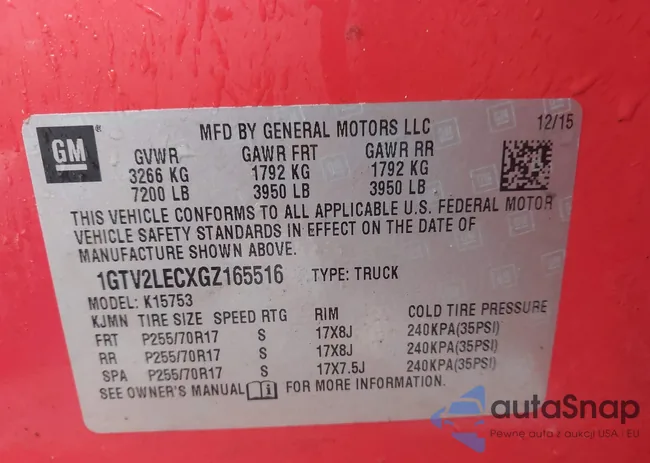 GM
®
MFD BY GENERAL MOTORS LLC
12/15
GVWR GAWR FRT GAWR RR
3266 KG 1792 KG 1792 KG
7200 LB 3950 LB 3950 LB
THIS VEHICLE CONFORMS TO ALL APPLICABLE U.S. FEDERAL MOTOR
VEHICLE SAFETY STANDARDS IN EFFECT ON THE DATE OF
MANUFACTURE SHOWN ABOVE.
1GTV2LECXGZ165516 TYPE: TRUCK
MODEL: K15753
KJMN TIRE SIZE SPEED RTG RIM COLD TIRE PRESSURE
FRT P255/70R17 S 17X8J 240KPA(35PSI)
RR P255/70R17 S 17X8J 240KPA(35PSI)
SPA P255/70R17 S 17X7.5J 240KPA(35PSI)
SEE OWNER'S MANUAL i FOR MORE INFORMATION.
autaSnap
Pewne auta z aukcji USA i EU